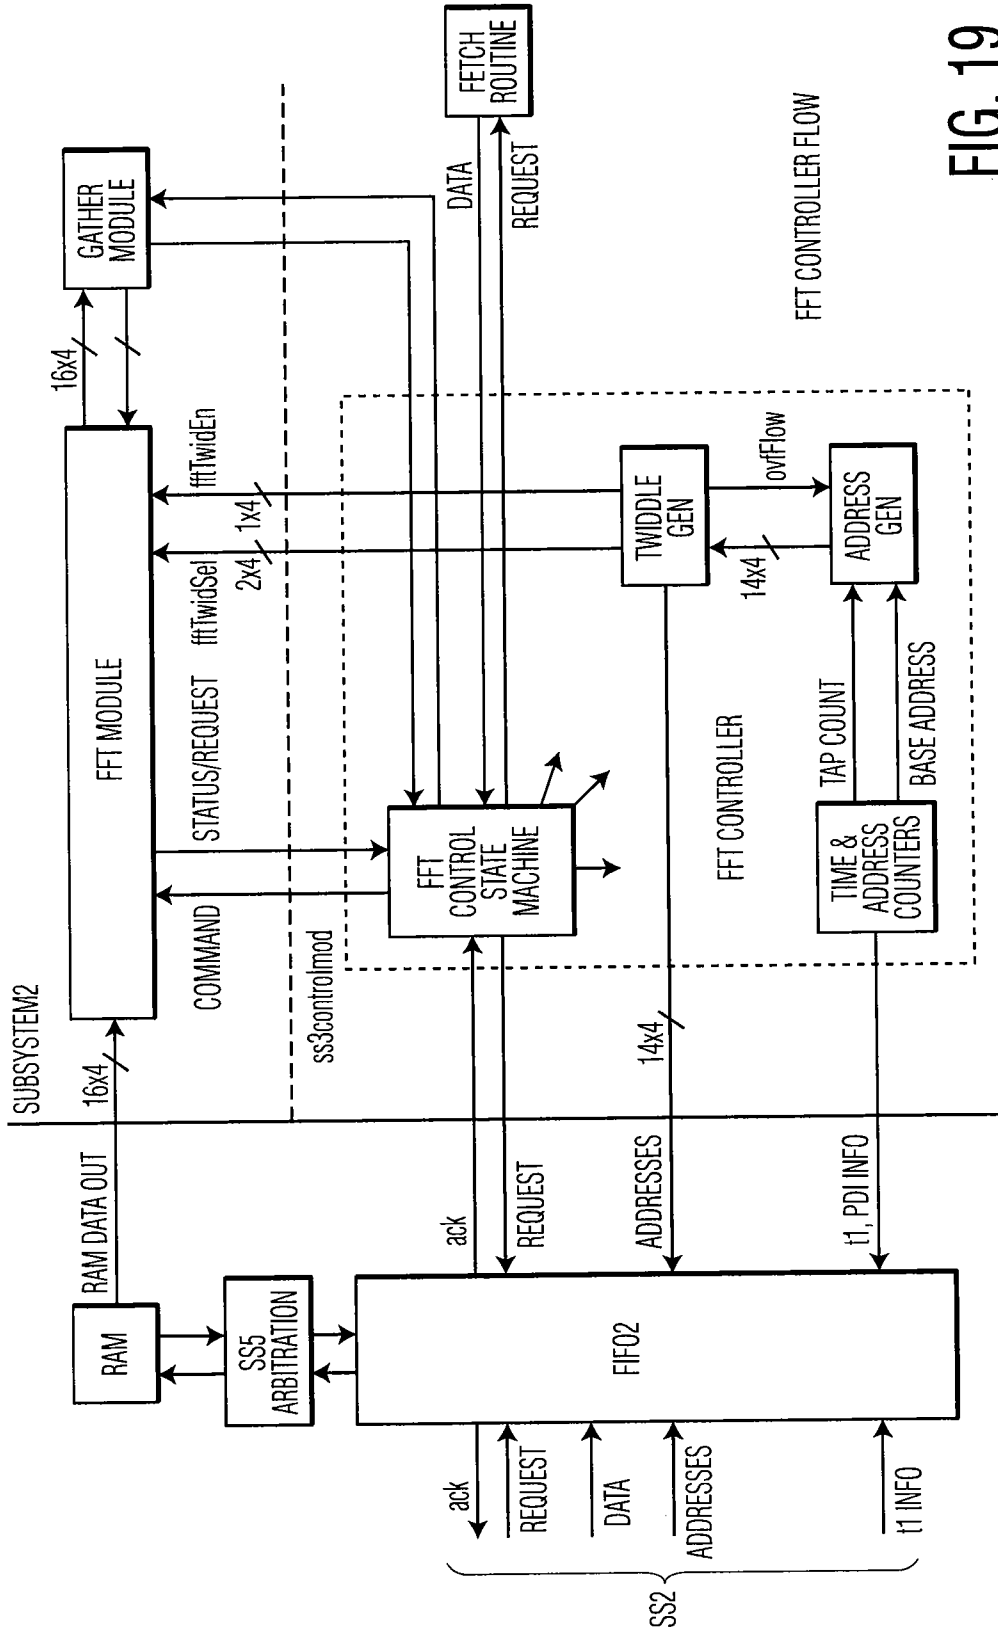 SUBSYSTEM2
RAM
RAM DATA OUT
16x4
FFT MODULE
16x4
GATHER
MODULE
SS5
ARBITRATION
COMMAND
STATUS/REQUEST
fftTwidSel
2x4
1x4
fftTwidEn
ss3controlmod
ack
REQUEST
FFT
CONTROL
STATE
MACHINE
DATA
REQUEST
FETCH
ROUTINE
FIFO2
ADDRESSES
14x4
TWIDDLE
GEN
FFT CONTROLLER
14x4
ovfFlow
t1, PDI INFO
TIME &
ADDRESS
COUNTERS
TAP COUNT
BASE ADDRESS
ADDRESS
GEN
FFT CONTROLLER FLOW
ack
REQUEST
DATA
ADDRESSES
t1 INFO
SS2
FIG. 19